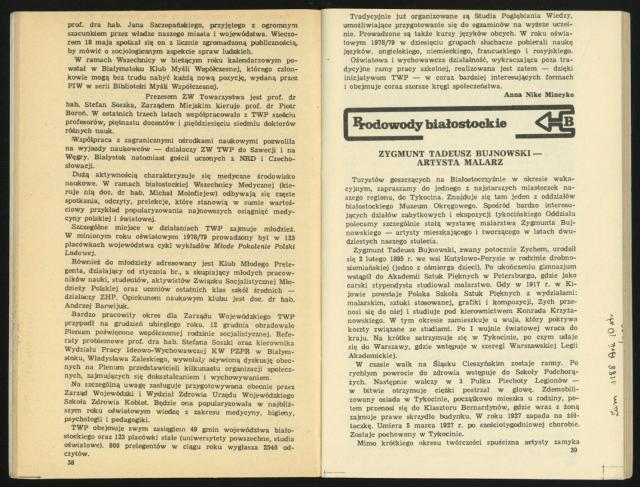 prof. dra hab. Jana Szczepańskiego, przyjętego z ogromnym
szacunkiem przez władze naszego miasta i województwa. Wieczo-
rem 18 maja spotkał się on z licznie zgromadzoną publicznością,
by mówić o socjologicznym aspekcie spraw ludzkich.
W ramach Wszechnicy w bieżącym roku kalendarzowym po-
wstał w Białymstoku Klub Myśli Współczesnej, którego człon-
kowie mogą bez trudu nabyć każdą nową pozycję, wydaną przez
PIW w serii Biblioteki Myśli Współczesnej.
Prezesem ZW Towarzystwa jest prof. dr
hab. Stefan Soszka, Zarządem Miejskim kieruje prof. dr Piotr
Boroń. W ostatnich trzech latach współpracowało z TWP sześciu
profesorów, piętnastu docentów i pięćdziesięciu siedmiu doktorów
różnych nauk.
Współpraca z zagranicznymi ośrodkami naukowymi pozwoliła
na wyjazdy naukowców — działaczy ZW TWP do Szwecji i na
Węgry. Białystok natomiast gościł uczonych z NRD i Czecho-
słowacji.
Dużą aktywnością charakteryzuje się medyczne środowisko
naukowe. W ramach białostockiej Wszechnicy Medycznej (kie-
ruje nią doc. dr hab. Michał Mołofiejew) odbywają się częste
spotkania, odczyty, prelekcje, które stanowią w sumie wartoś-
ciowy przykład popularyzowania najnowszych osiągnięć medy-
cyny polskiej i światowej.
Szczególne miejsce w działaniach TWP zajmuje młodzież.
W minionym roku oświatowym 1978/79 prowadzony był w 123
placówkach województwa cykl wykładów Młode Pokolenie Polski
Ludowej.
Również do młodzieży adresowany jest Klub Młodego Prele-
genta, działający od stycznia br., a skupiający młodych pracow-
ników nauki, studentów, aktywistów Związku Socjalistycznej Mło-
dzieży Polskiej oraz uczniów ostatnich klas szkół średnich —
działaczy ZHP. Opiekunem naukowym klubu jest doc. dr hab.
Andrzej Barwijuk.
Bardzo pracowity okres dla Zarządu Wojewódzkiego TWP
przypadł na grudzień ubiegłego roku. 12 grudnia obradowało
Plenum poświęcone współczesnej rodzinie socjalistycznej. Refe-
raty problemowe prof. dra hab. Stefana Soszki oraz kierownika
Wydziału Pracy Ideowo-Wychowawczej KW PZPR w Białym-
stoku, Władysława Zaleskiego, wywołały ożywioną dyskusję obec-
nych na Plenum przedstawicieli kilkunastu organizacji społecz-
nych, zajmujących się dokształcaniem i wychowywaniem.
Na szczególną uwagę zasługuje przygotowywana obecnie przez
Zarząd Wojewódzki i Wydział Zdrowia Urzędu Wojewódzkiego
Szkoła Zdrowia Kobiet. Będzie ona popularyzowała w najbliż-
szym roku oświatowym wiedzę z zakresu medycyny, higieny,
psychologii i pedagogiki.
TWP obejmuje swym zasięgiem 49 gmin województwa biało-
stockiego oraz 123 placówki stałe (uniwersytety powszechne, studia
oświatowe). 800 prelegentów w ciągu roku wygłasza 2540 od-
czytów.
38
Tradycyjnie już organizowane są Studia Pogłębiania Wiedzy,
umożliwiające przygotowanie się do egzaminów na wyższe uczel-
nie. Prowadzone są także kursy języków obcych. W roku oświa-
towym 1978/79 w dziesięciu grupach słuchacze pobierali naukę
języków, angielskiego, niemieckiego, francuskiego i rosyjskiego.
Oświatowa i wychowawcza działalność, wykraczająca poza tra-
dycyjne ramy pracy szkolnej, realizowana jest zatem — dzięki
inicjatywom TWP — w coraz bardziej interesujących formach
i obejmuje coraz szersze kręgi społeczeństwa.
Anna Nike Mineyko
Rodowody białostockie
B
ZYGMUNT TADEUSZ BUJNOWSKI —
ARTYSTA MALARZ
Turystów goszczących na Białostocczyźnie w okresie waka-
cyjnym, zapraszamy do jednego z najstarszych miasteczek na-
szego regionu, do Tykocina. Znajduje się tam jeden z oddziałów
białostockiego Muzeum Okręgowego. Spośród bardzo interesu-
jących działów zabytkowych i ekspozycji tykocińskiego Oddziału
polecamy szczególnie stałą wystawę malarstwa Zygmunta Buj-
nowskiego — artysty mieszkającego i tworzącego w latach dwu-
dziestych naszego stulecia.
Zygmunt Tadeusz Bujnowski, zwany potocznie Zychem, urodził
się 2 lutego 1895 r. we wsi Kutyłowo-Perysie w rodzinie drobno-
ziemiańskiej (jedno z ośmiorga dzieci). Po ukończeniu gimnazjum
wstąpił do Akademii Sztuk Pięknych w Petersburgu, gdzie jako
carski stypendysta studiował malarstwo. Gdy w 1917 r. w Ki-
jowie powstaje Polska Szkoła Sztuk Pięknych z wydziałami:
malarskim, sztuki stosowanej, grafiki i kompozycji, Zych prze-
nosi się do niej i studiuje pod kierownictwem Konrada Krzyża-
nowskiego. W tym okresie zamieszkuje u wuja, który pokrywa
koszty związane ze studiami. Po I wojnie światowej wraca do
kraju. Na krótko zatrzymuje się w Tykocinie, po czym udaje
się do Warszawy, gdzie wstępuje w szeregi Warszawskiej Legii
Akademickiej.
W czasie walk na Śląsku Cieszyńskim zostaje ranny. Po
rychłym powrocie do zdrowia wstępuje do Szkoły Podchorą-
żych. Następnie walczy w 3 Pułku Piechoty Legionów —
w bitwie otrzymuje ciężki postrzał w głowę. Zdemobili-
zowany osiada w Tykocinie, początkowo mieszka u rodziny, po-
tem przenosi się do Klasztoru Bernardynów, gdzie wraz z żoną
zajmuje prawe skrzydło budynku. W roku 1927 zapada na żół-
taczkę. Umiera 3 marca 1927 r. po sześciotygodniowej chorobie.
Zostaje pochowany w Tykocinie.
Mimo krótkiego okresu twórczości spuścizna artysty zamyka
39